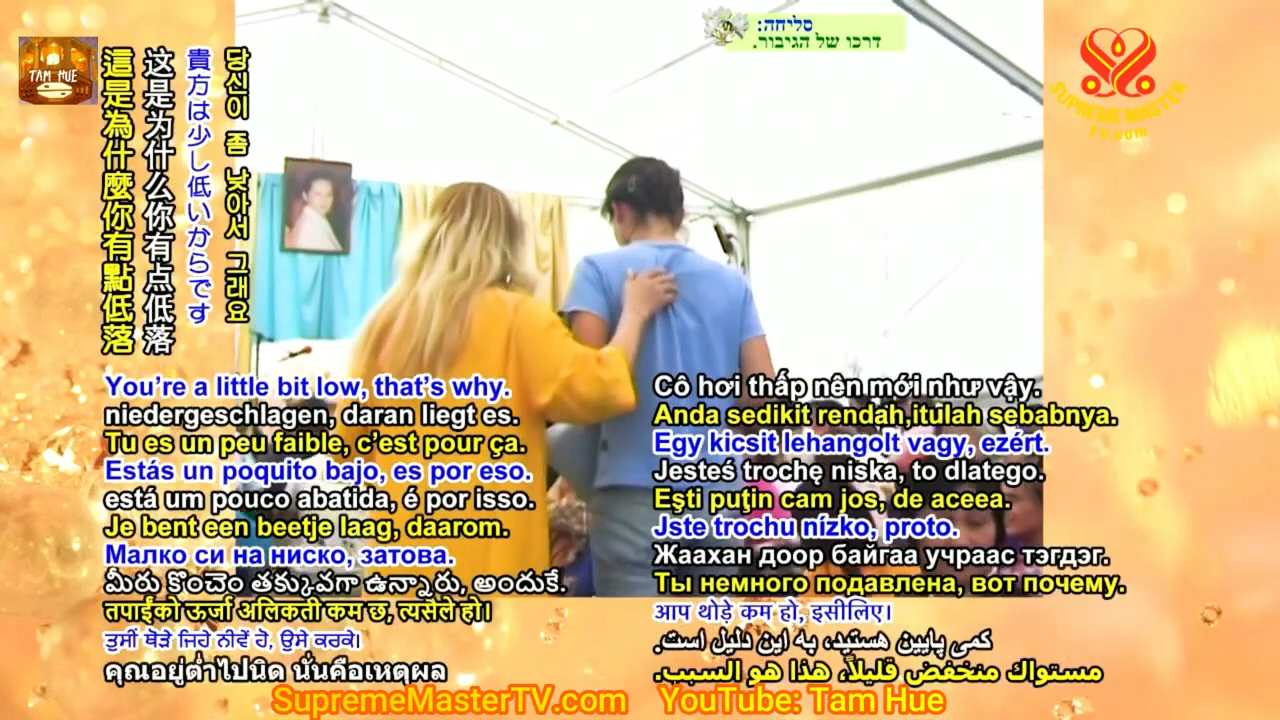 TAM HUE
סליחה:
דרכו של הגיבור.
SUPREME MASTER
TV.COM
這是為什麼你有點低落
这是为什么你有点低落
貴方は少し低いからです
당신이 좀 낮아서 그래요
You’re a little bit low, that’s why.
niedergeschlagen, daran liegt es.
Tu es un peu faible, c’est pour ça.
Estás un poquito bajo, es por eso.
está um pouco abatida, é por isso.
Je bent een beetje laag, daarom.
Малко си на ниско, затова.
మీరు కొంచెం తక్కువగా ఉన్నారు, అందుకే.
तपाईंको ऊर्जा अलिकती कम छ, त्यसैले हो।
ਤੁਸੀਂ ਥੋੜੇ ਜਿਹੇ ਨੀਵੇਂ ਹੋ, ਉਸੇ ਕਰਕੇ।
คุณอยู่ต่ำไปนิด นั่นคือเหตุผล
Cô hơi thấp nên mới như vậy.
Anda sedikit rendah,itulah sebabnya.
Egy kicsit lehangolt vagy, ezért.
Jesteś trochę niska, to dlatego.
Eşti puţin cam jos, de aceea.
Jste trochu nízko, proto.
Жаахан доор байгаа учраас тэгдэг.
Ты немного подавлена, вот почему.
आप थोड़े कम हो, इसीलिए।
کمی پایین هستید، به این دلیل است.
مستواك منخفض قليلاً، هذا هو السبب.
SupremeMasterTV.com YouTube: Tam Hue